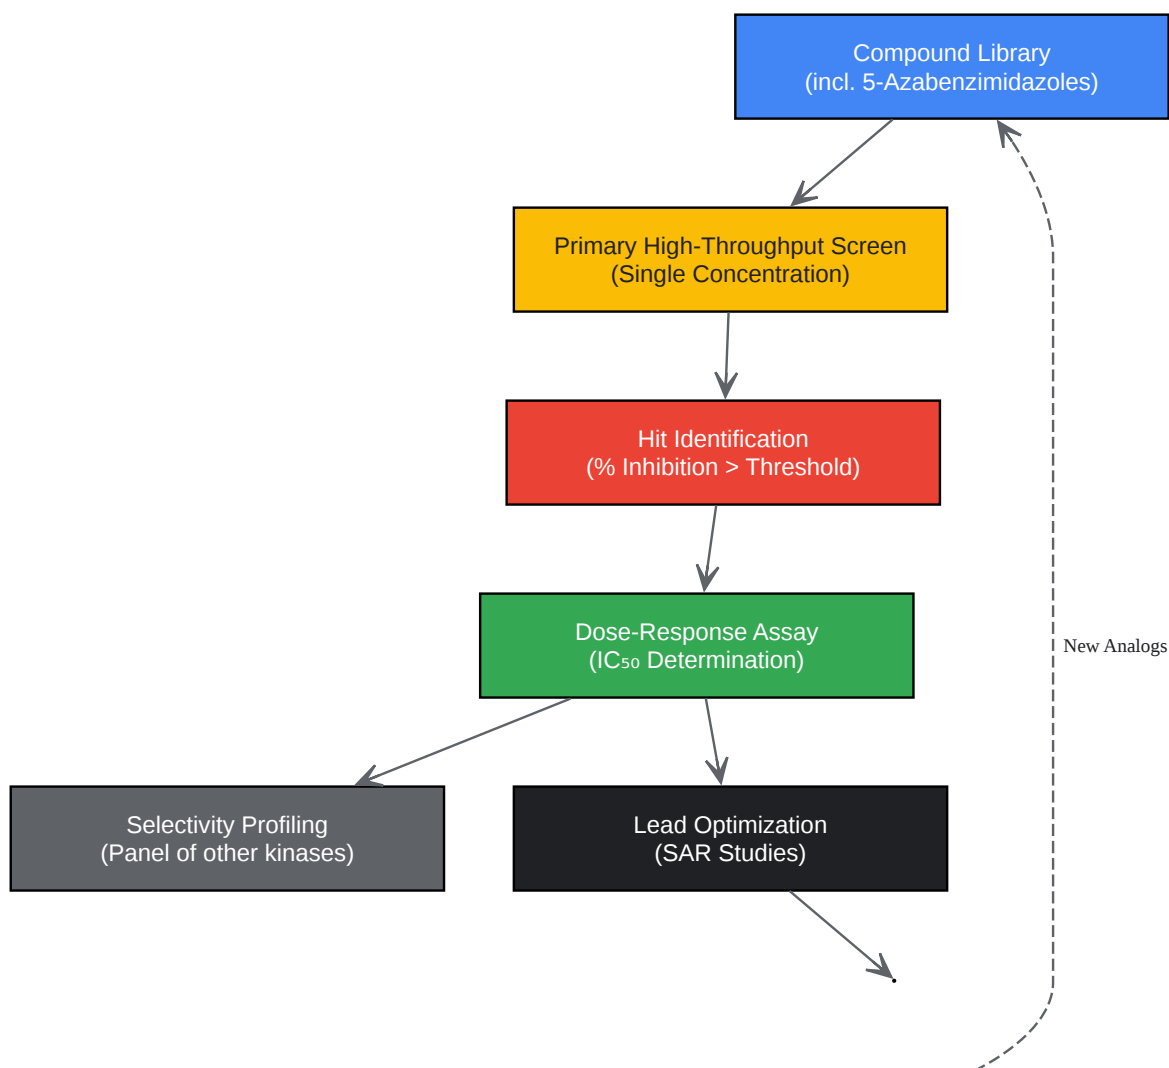 Compound Library
(incl. 5-Azabenzimidazoles)
Primary High-Throughput Screen
(Single Concentration)
Hit Identification
(% Inhibition > Threshold)
Dose-Response Assay
(IC₅₀ Determination)
New Analogs
Selectivity Profiling
(Panel of other kinases)
Lead Optimization
(SAR Studies)